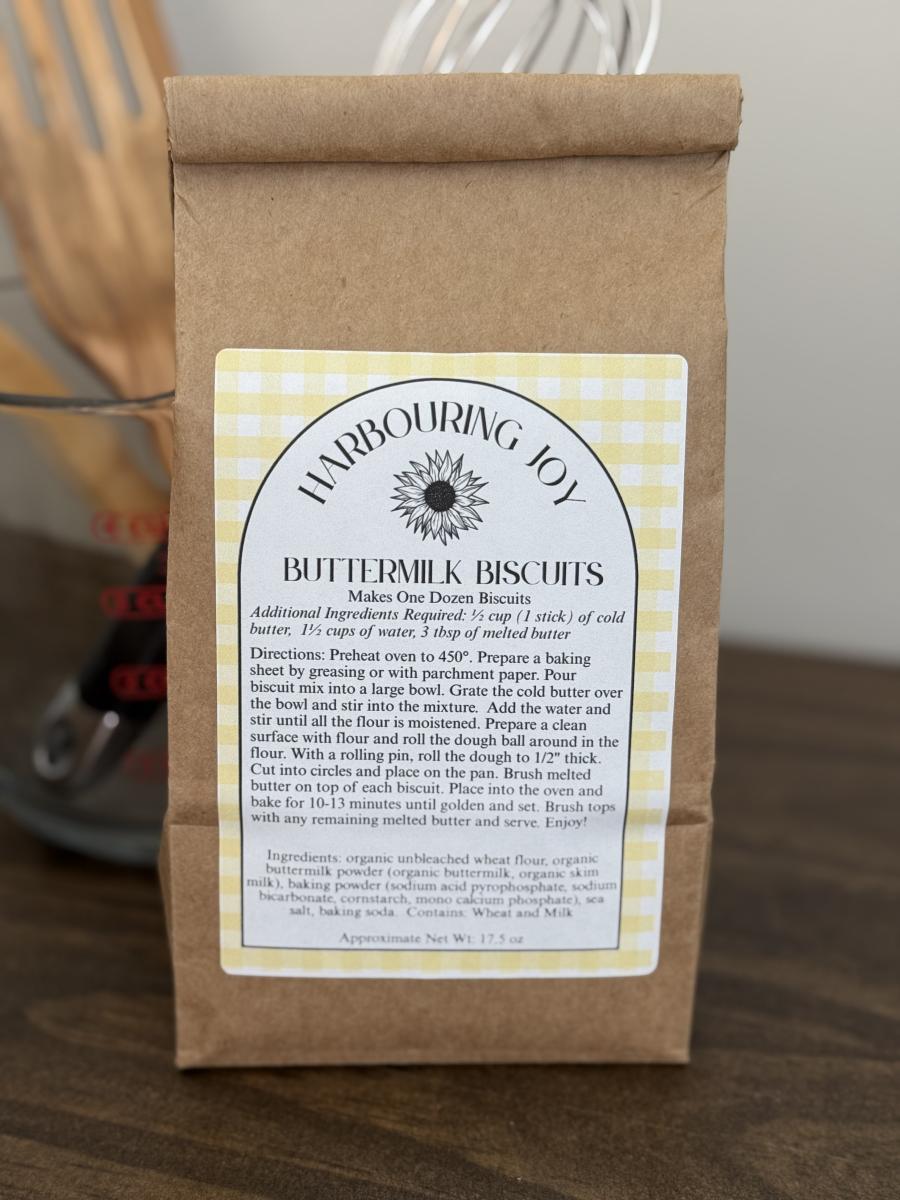 HARBOURING JOY
BUTTERMILK BISCUITS
Makes One Dozen Biscuits
Additional Ingredients Required: ½ cup (1 stick) of cold
butter, 1½ cups of water, 3 tbsp of melted butter
Directions: Preheat oven to 450°. Prepare a baking
sheet by greasing or with parchment paper. Pour
biscuit mix into a large bowl. Grate the cold butter over
the bowl and stir into the mixture. Add the water and
stir until all the flour is moistened. Prepare a clean
surface with flour and roll the dough ball around in the
flour. With a rolling pin, roll the dough to 1/2" thick.
Cut into circles and place on the pan. Brush melted
butter on top of each biscuit. Place into the oven and
bake for 10-13 minutes until golden and set. Brush tops
with any remaining melted butter and serve. Enjoy!
Ingredients: organic unbleached wheat flour, organic
buttermilk powder (organic buttermilk, organic skim
milk), baking powder (sodium acid pyrophosphate, sodium
bicarbonate, cornstarch, mono calcium phosphate), sea
salt, baking soda. Contains: Wheat and Milk
Approximate Net Wt: 17.5 oz